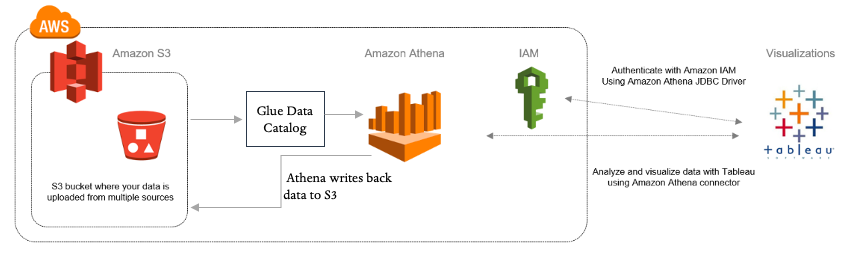 AWS
Amazon S3
Amazon Athena
IAM
Visualizations
Authenticate with Amazon IAM
Using Amazon Athena JDBC Driver
Glue Data
Catalog
tableau
SOFTWARE
S3 bucket where your data is
uploaded from multiple sources
Athena writes back
data to S3
Analyze and visualize data with Tableau
using Amazon Athena connector